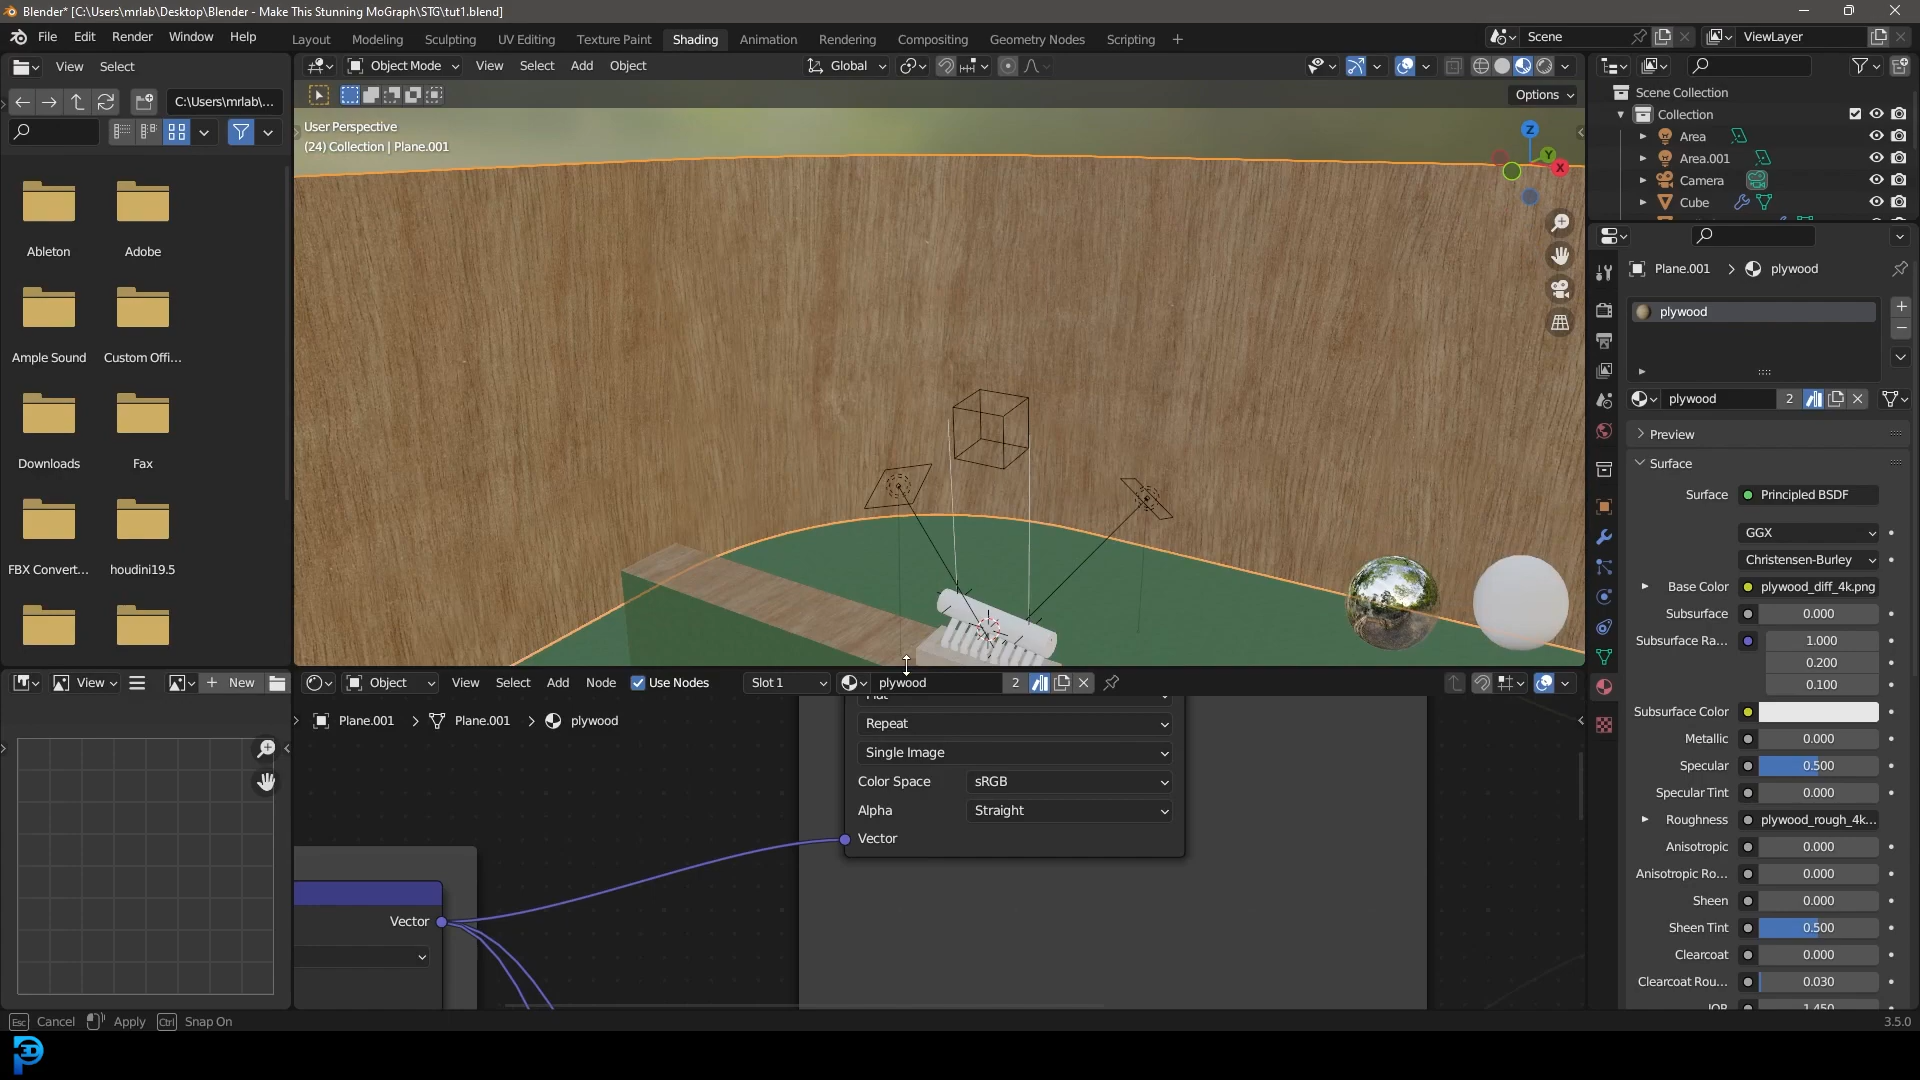 Blender* [C:\Users\mrlab\Desktop\Blender - Make This Stunning MoGraph\STG\tut1.blend]
File Edit Render Window Help
Layout Modeling Sculpting UV Editing Texture Paint Shading Animation Rendering Compositing Geometry Nodes Scripting +
Scene
ViewLayer
View Select
C:\Users\mrlab\...
Ableton
Adobe
Ample Sound
Custom Offi...
Downloads
Fax
FBX Convert...
houdini19.5
Object Mode View Select Add Object
Global
Options
User Perspective
(24) Collection | Plane.001
Z
Y
X
Scene Collection
Collection
Area
Area.001
Camera
Cube
Plane.001 > plywood
plywood
plywood 2
Preview
Surface
Surface Principled BSDF
GGX
Christensen-Burley
Base Color plywood_diff_4k.png
Subsurface 0.000
Subsurface Ra... 1.000
0.200
0.100
Subsurface Color
Metallic 0.000
Specular 0.500
Specular Tint 0.000
Roughness plywood_rough_4k...
Anisotropic 0.000
Anisotropic Ro... 0.000
Sheen 0.000
Sheen Tint 0.500
Clearcoat 0.000
Clearcoat Rou... 0.030
IOR 1.450
View
New
Object View Select Add Node Use Nodes Slot 1 plywood 2
Plane.001 > Plane.001 > plywood
Repeat
Single Image
Color Space sRGB
Alpha Straight
Vector
Vector
Esc Cancel Apply Ctrl Snap On
3.5.0